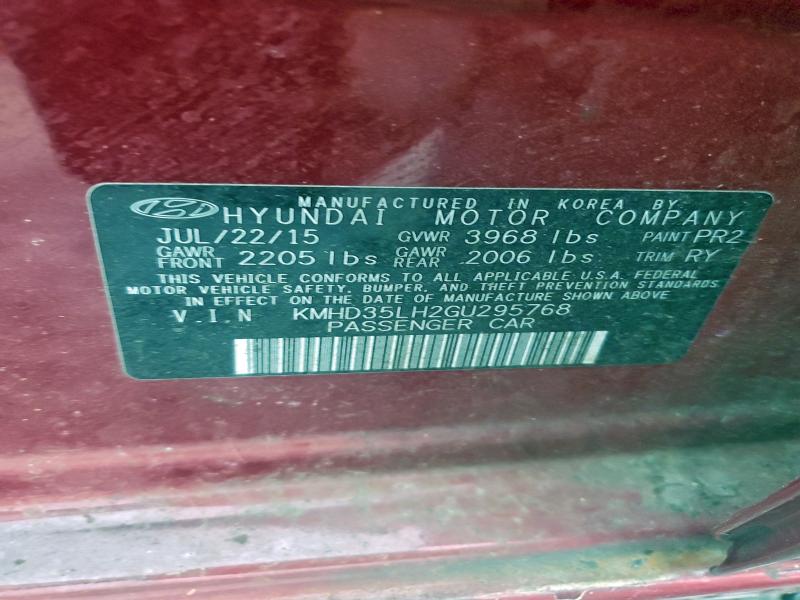 MANUFACTURED IN KOREA BY
HYUNDAI MOTOR COMPANY
JUL/22/15 GVWR 3968 lbs PAINT PR2
GAWR FRONT 2205 lbs GAWR REAR 2006 lbs TRIM RY
THIS VEHICLE CONFORMS TO ALL APPLICABLE U.S.A. FEDERAL
MOTOR VEHICLE SAFETY, BUMPER, AND THEFT PREVENTION STANDARDS
IN EFFECT ON THE DATE OF MANUFACTURE SHOWN ABOVE
V.I.N KMHD35LH2GU295768
PASSENGER CAR